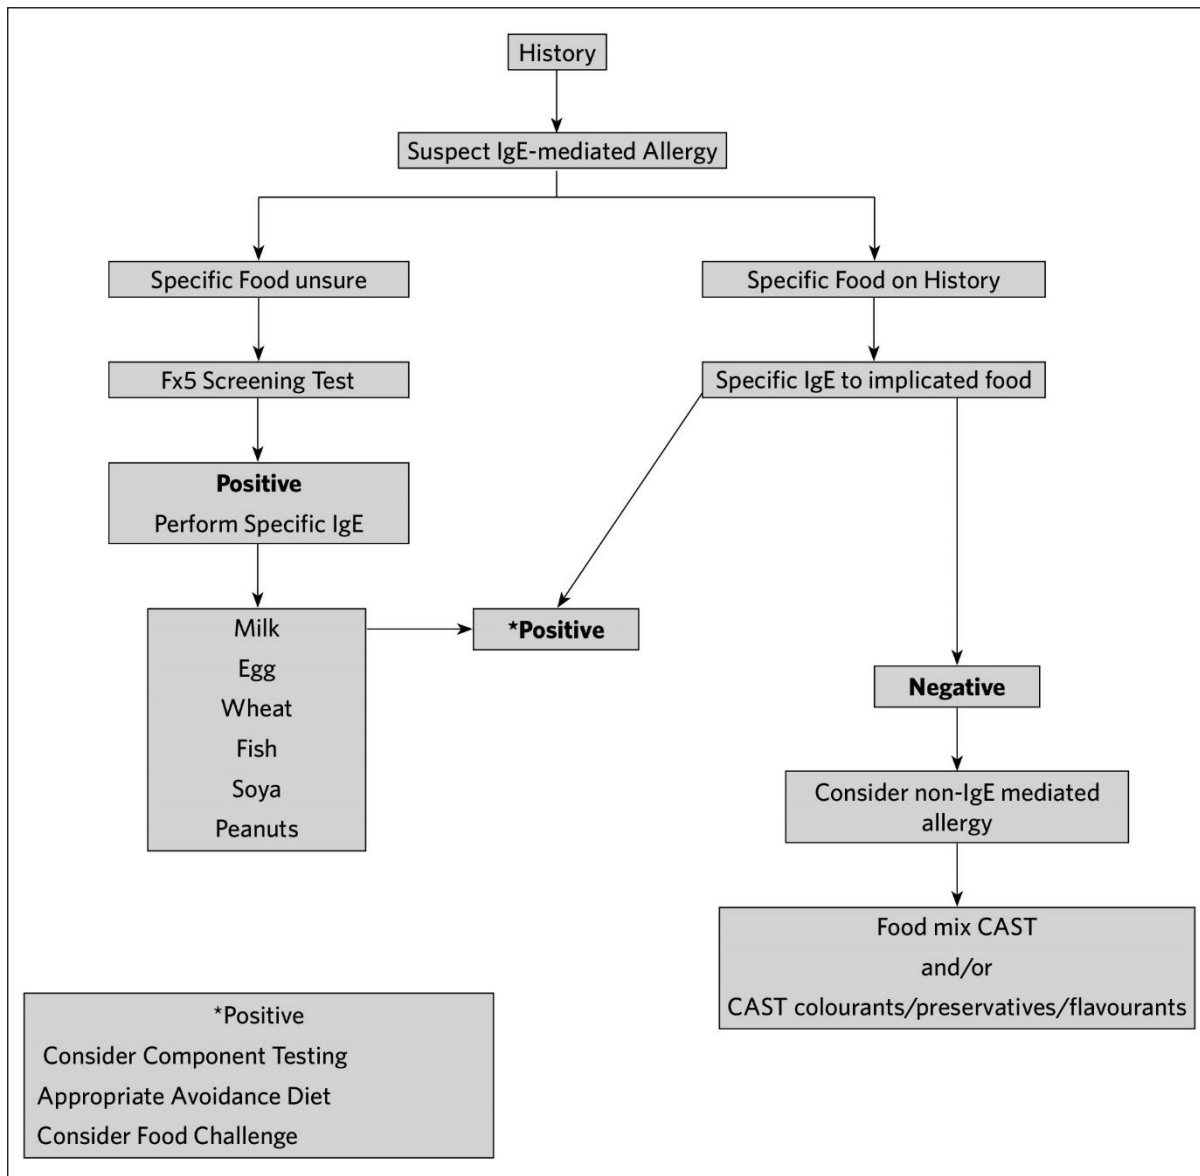 History
Suspect IgE-mediated Allergy
Specific Food unsure
Specific Food on History
Fx5 Screening Test
Specific IgE to implicated food
Positive
Perform Specific IgE
Milk
Egg
Wheat
Fish
Soya
Peanuts
*Positive
Negative
Consider non-IgE mediated
allergy
Food mix CAST
and/or
CAST colourants/preservatives/flavourants
*Positive
Consider Component Testing
Appropriate Avoidance Diet
Consider Food Challenge